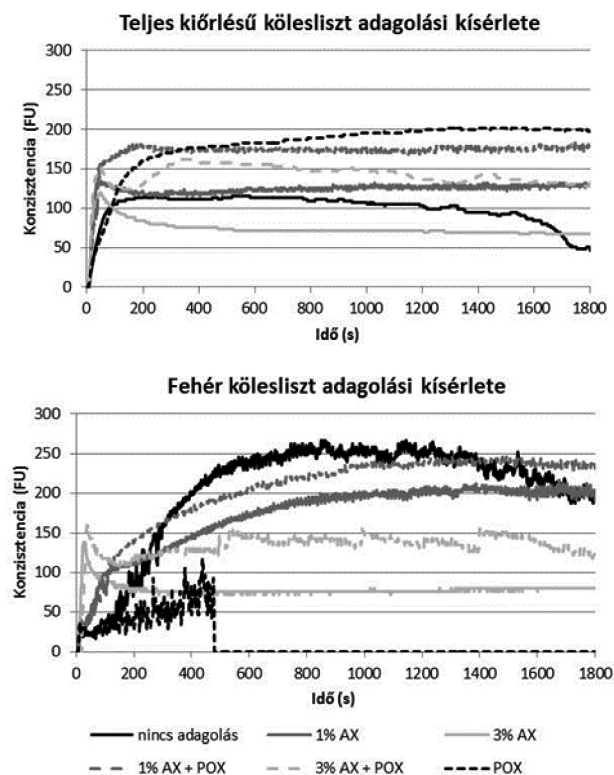 Teljes kiőrlésű kölesliszt adagolási kísérlete
Konzisztencia (FU)
300
250
200
150
100
50
0
0 200 400 600 800 1000 1200 1400 1600 1800
Idő (s)
Fehér kölesliszt adagolási kísérlete
Konzisztencia (FU)
300
250
200
150
100
50
0
0 200 400 600 800 1000 1200 1400 1600 1800
Idő (s)
nincs adagolás 1% AX 3% AX
1% AX + POX 3% AX + POX POX